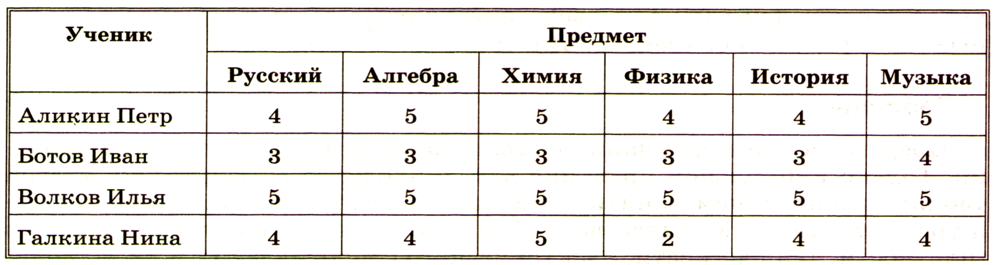 Ученик Предмет
Русский Алгебра Химия Физика История Музыка
Аликин Петр 4 5 5 4 4 5
Ботов Иван 3 3 3 3 3 4
Волков Илья 5 5 5 5 5 5
Галкина Нина 4 4 5 2 4 4